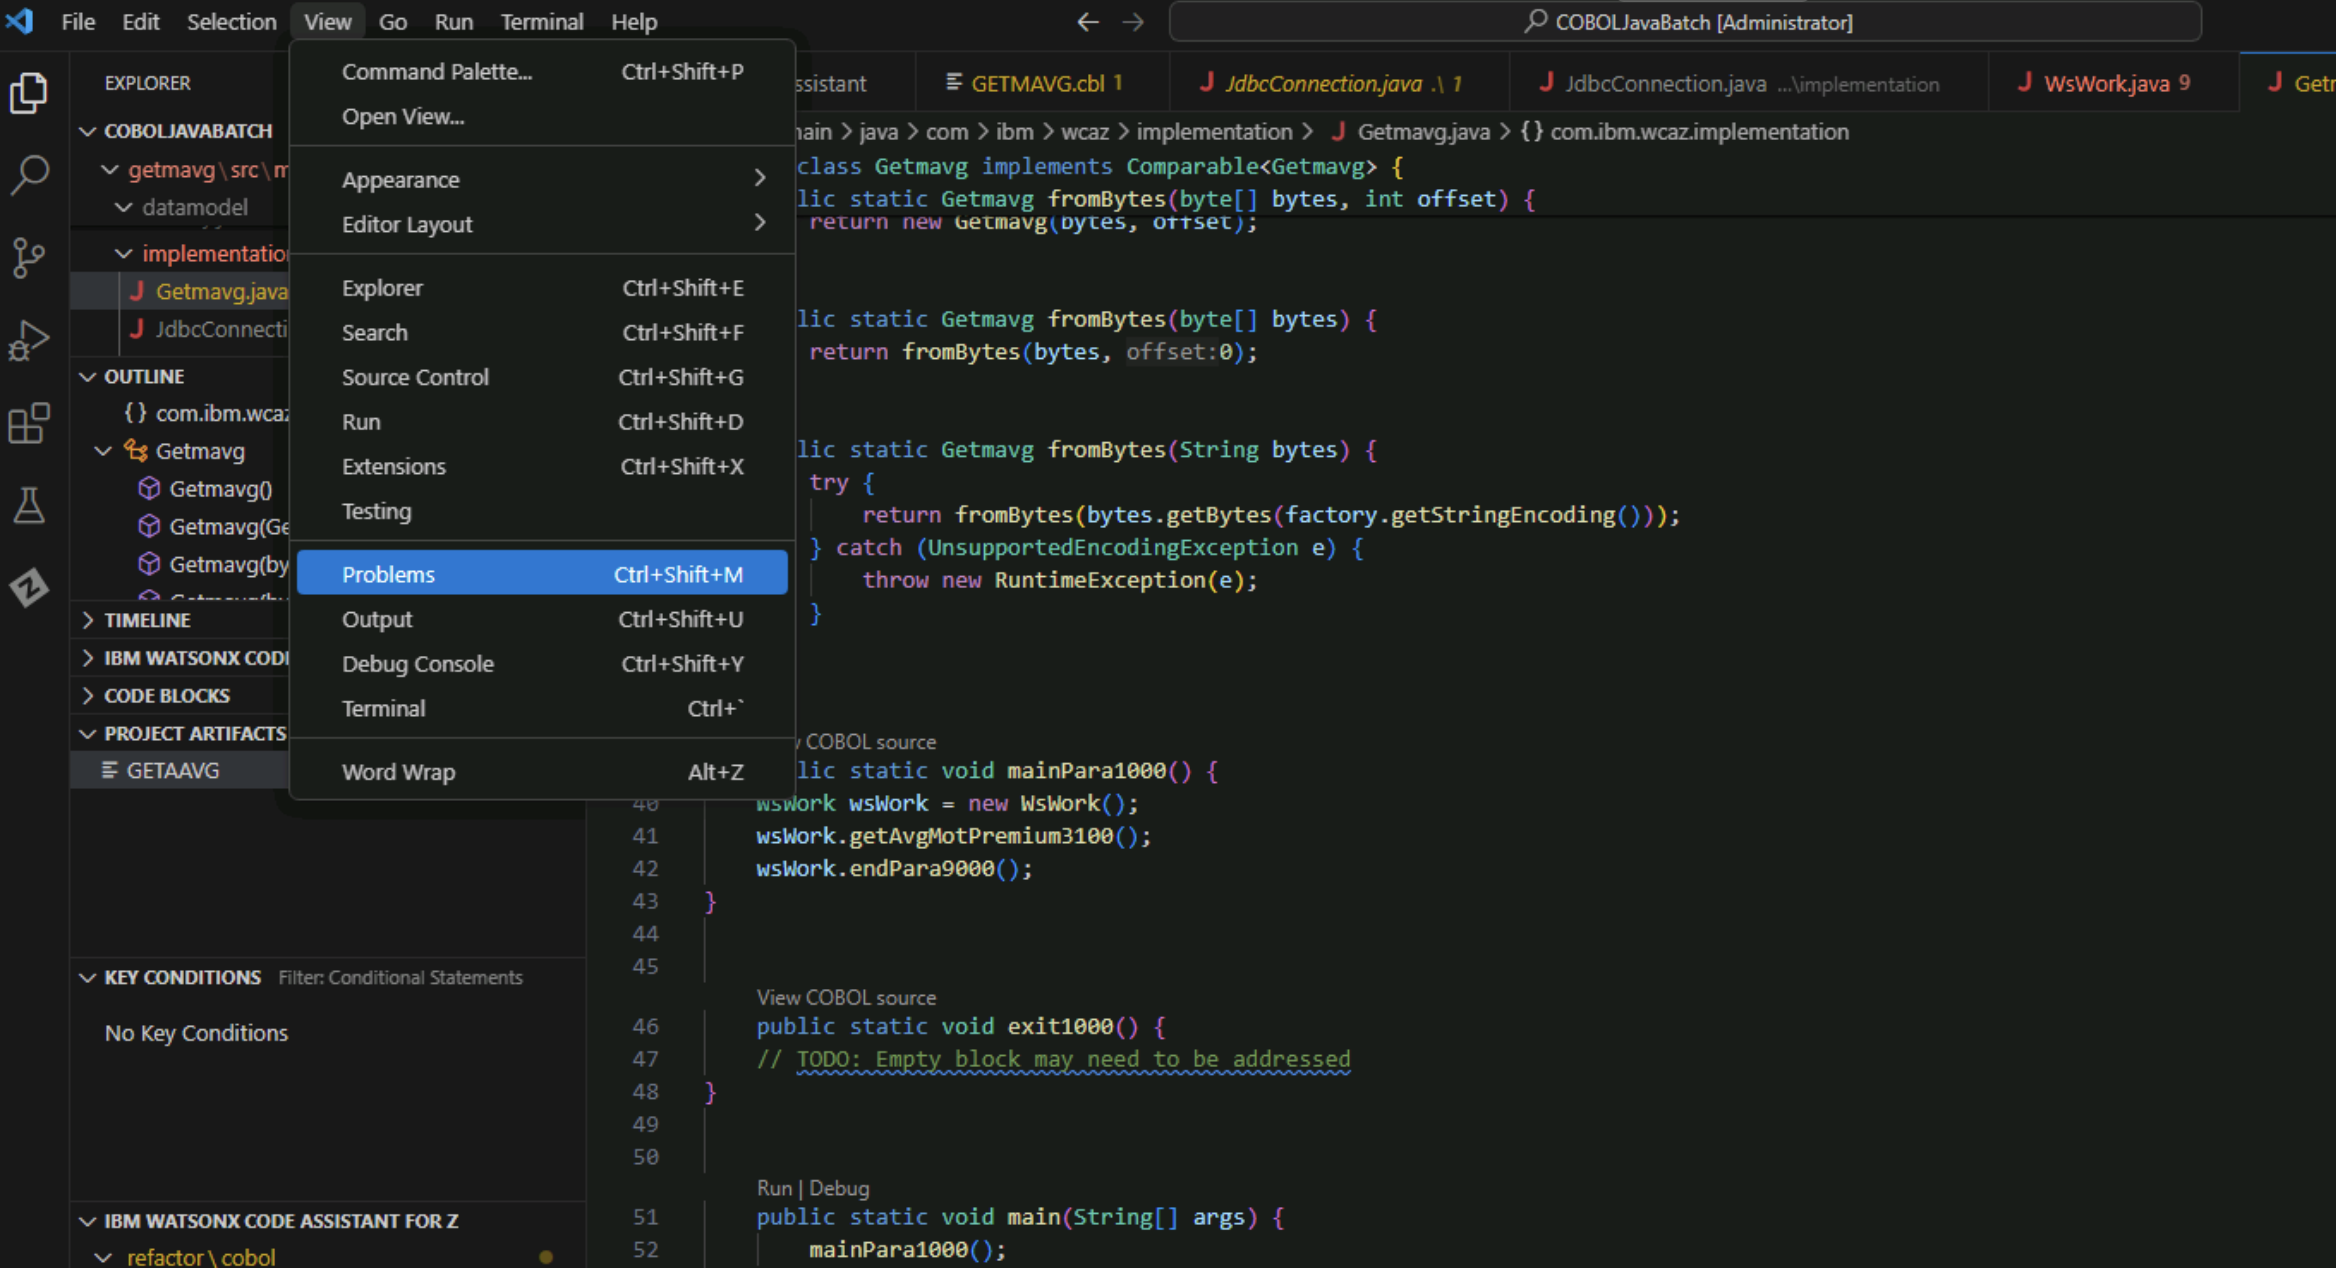 File Edit Selection View Go Run Terminal Help
COBOLJavaBatch [Administrator]
EXPLORER
COBOLJAVABATCH
getmavg\src\m
datamodel
implementatio
Getmavg.java
JdbcConnecti
OUTLINE
{} com.ibm.wcaz
Getmavg
Getmavg()
Getmavg(Ge
Getmavg(by
TIMELINE
IBM WATSONX CODE
CODE BLOCKS
PROJECT ARTIFACTS
GETAAVG
KEY CONDITIONS Filter: Conditional Statements
No Key Conditions
IBM WATSONX CODE ASSISTANT FOR Z
refactor\cobol
Command Palette... Ctrl+Shift+P
Open View...
Appearance
Editor Layout
Explorer Ctrl+Shift+E
Search Ctrl+Shift+F
Source Control Ctrl+Shift+G
Run Ctrl+Shift+D
Extensions Ctrl+Shift+X
Testing
Problems Ctrl+Shift+M
Output Ctrl+Shift+U
Debug Console Ctrl+Shift+Y
Terminal Ctrl+`
Word Wrap Alt+Z
ssistant GETMAVG.cbl 1 JdbcConnection.java .\ 1 JdbcConnection.java ...\implementation WsWork.java 9 Getr
ain > java > com > ibm > wcaz > implementation > Getmavg.java > {} com.ibm.wcaz.implementation
class Getmavg implements Comparable<Getmavg> {
lic static Getmavg fromBytes(byte[] bytes, int offset) {
return new Getmavg(bytes, offset);
lic static Getmavg fromBytes(byte[] bytes) {
return fromBytes(bytes, offset:0);
lic static Getmavg fromBytes(String bytes) {
try {
return fromBytes(bytes.getBytes(factory.getStringEncoding()));
} catch (UnsupportedEncodingException e) {
throw new RuntimeException(e);
}
COBOL source
lic static void mainPara1000() {
40 WsWork wsWork = new WsWork();
41 wsWork.getAvgMotPremium3100();
42 wsWork.endPara9000();
43 }
44
45
View COBOL source
46 public static void exit1000() {
47 // TODO: Empty block may need to be addressed
48 }
49
50
Run | Debug
51 public static void main(String[] args) {
52 mainPara1000();